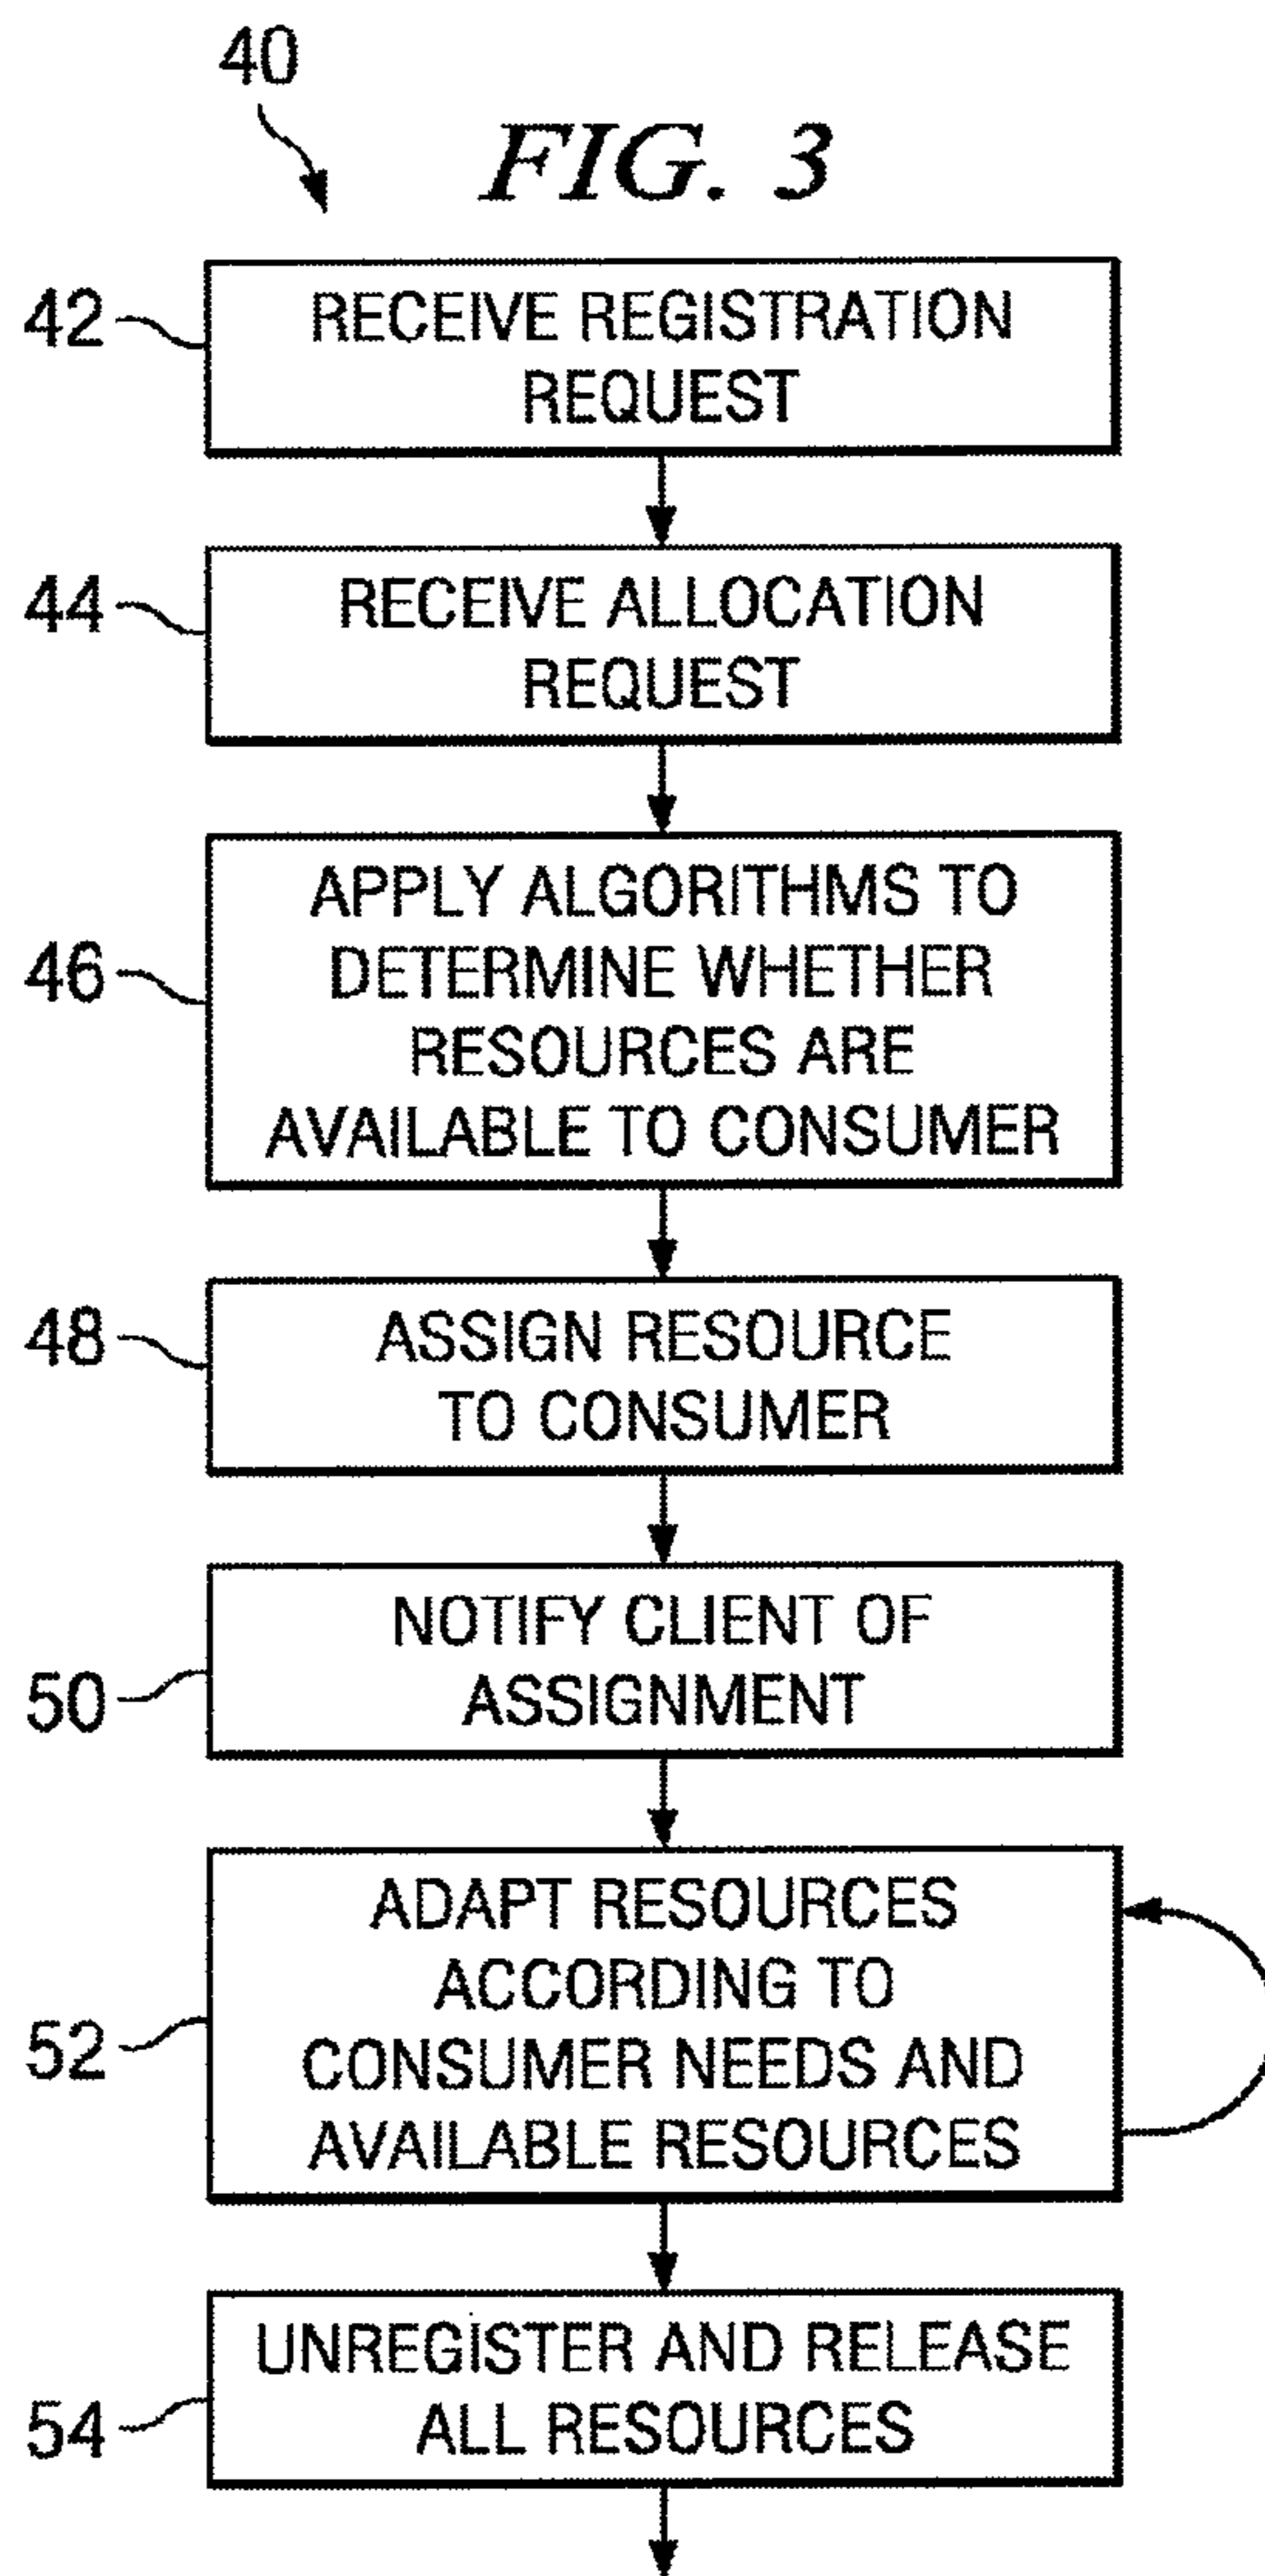 40
FIG. 3
42
RECEIVE REGISTRATION
REQUEST
44
RECEIVE ALLOCATION
REQUEST
46
APPLY ALGORITHMS TO
DETERMINE WHETHER
RESOURCES ARE
AVAILABLE TO CONSUMER
48
ASSIGN RESOURCE
TO CONSUMER
50
NOTIFY CLIENT OF
ASSIGNMENT
52
ADAPT RESOURCES
ACCORDING TO
CONSUMER NEEDS AND
AVAILABLE RESOURCES
54
UNREGISTER AND RELEASE
ALL RESOURCES